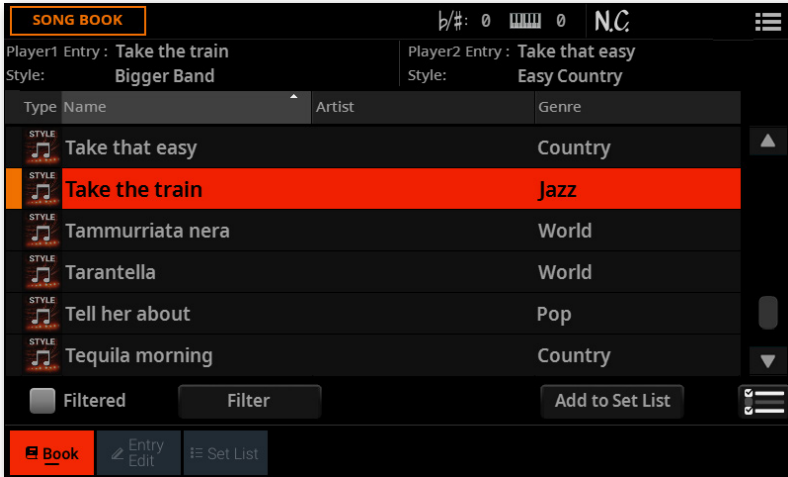 SONG BOOK ♭/♯: 0 0 N.C.
Player1 Entry : Take the train Player2 Entry : Take that easy
Style: Bigger Band Style: Easy Country
Type Name Artist Genre
STYLE Take that easy Country
STYLE Take the train Jazz
STYLE Tammurriata nera World
STYLE Tarantella World
STYLE Tell her about Pop
STYLE Tequila morning Country
Filtered Filter Add to Set List
Book Entry Edit Set List